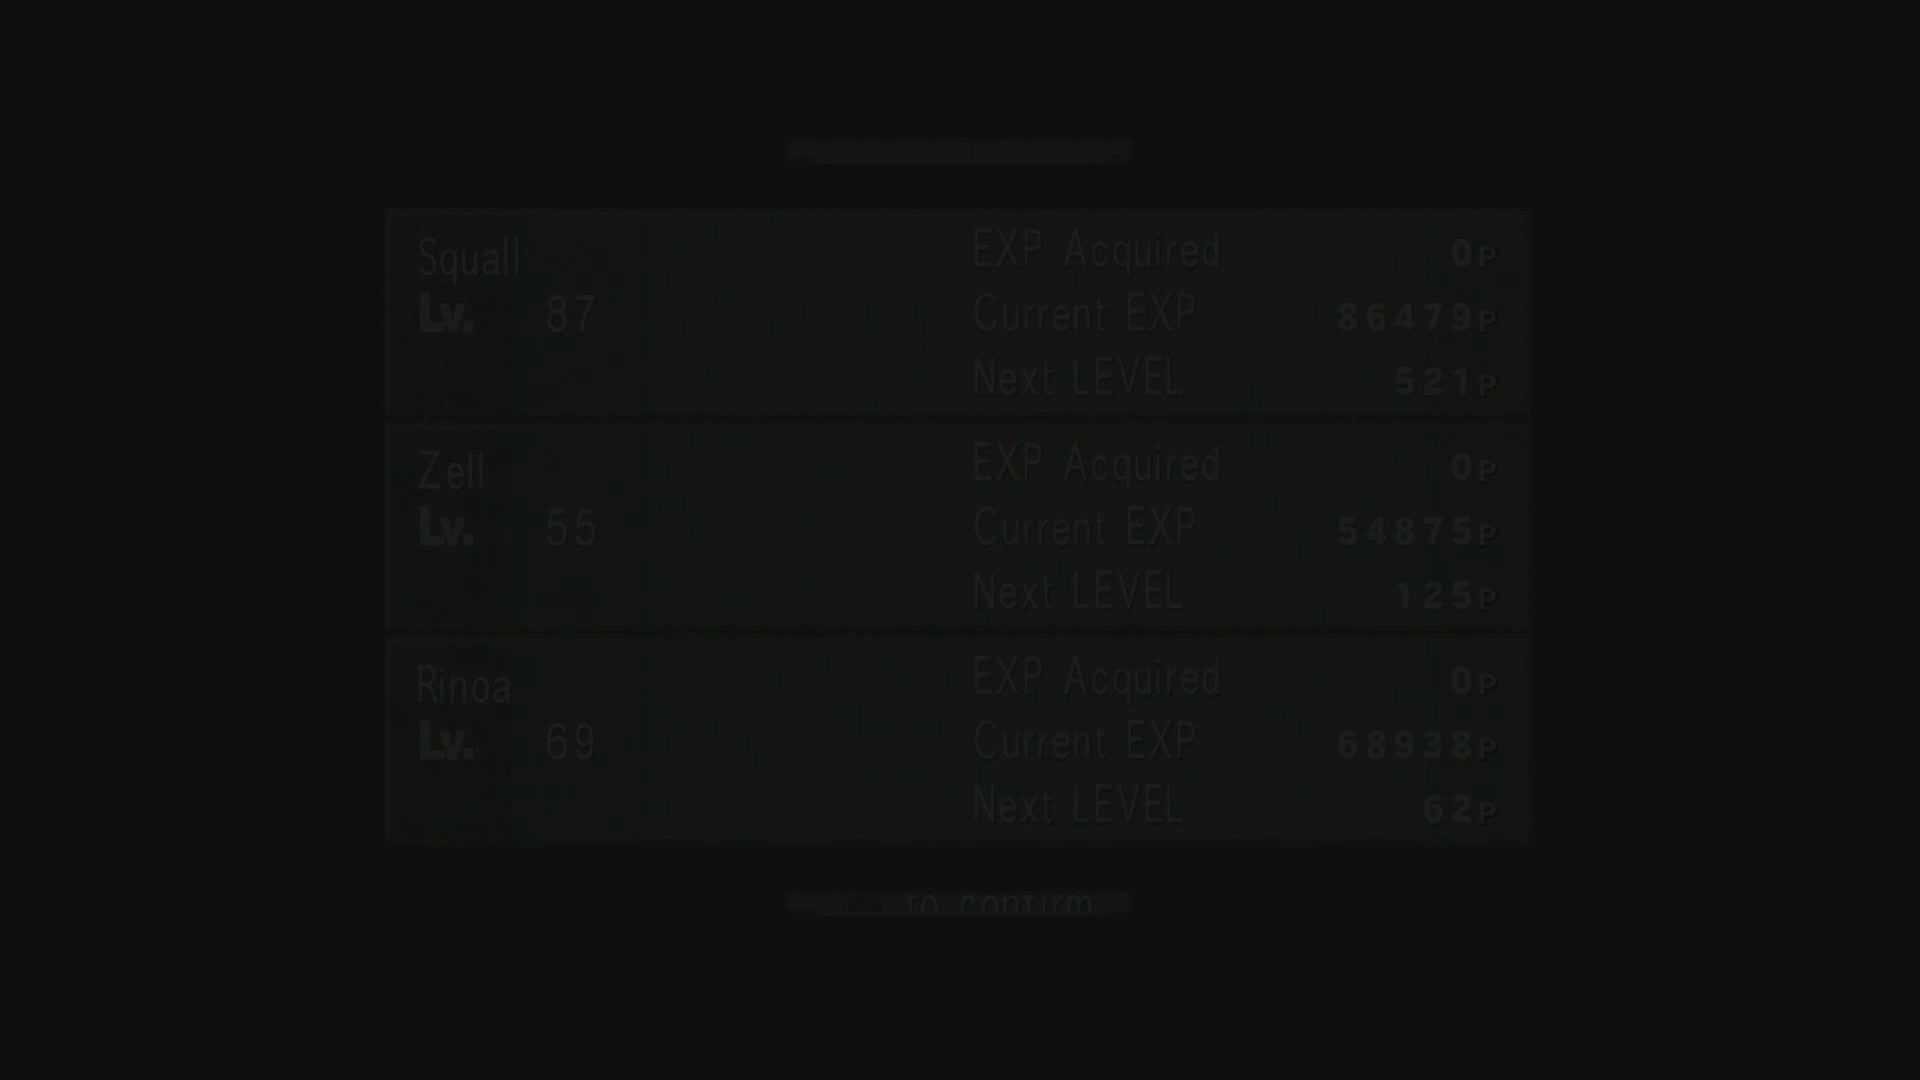 Squall
Lv. 87
EXP Acquired 0P
Current EXP 86479P
Next LEVEL 521P
Zell
Lv. 55
EXP Acquired 0P
Current EXP 54875P
Next LEVEL 125P
Rinoa
Lv. 69
EXP Acquired 0P
Current EXP 68938P
Next LEVEL 62P
TO confirm